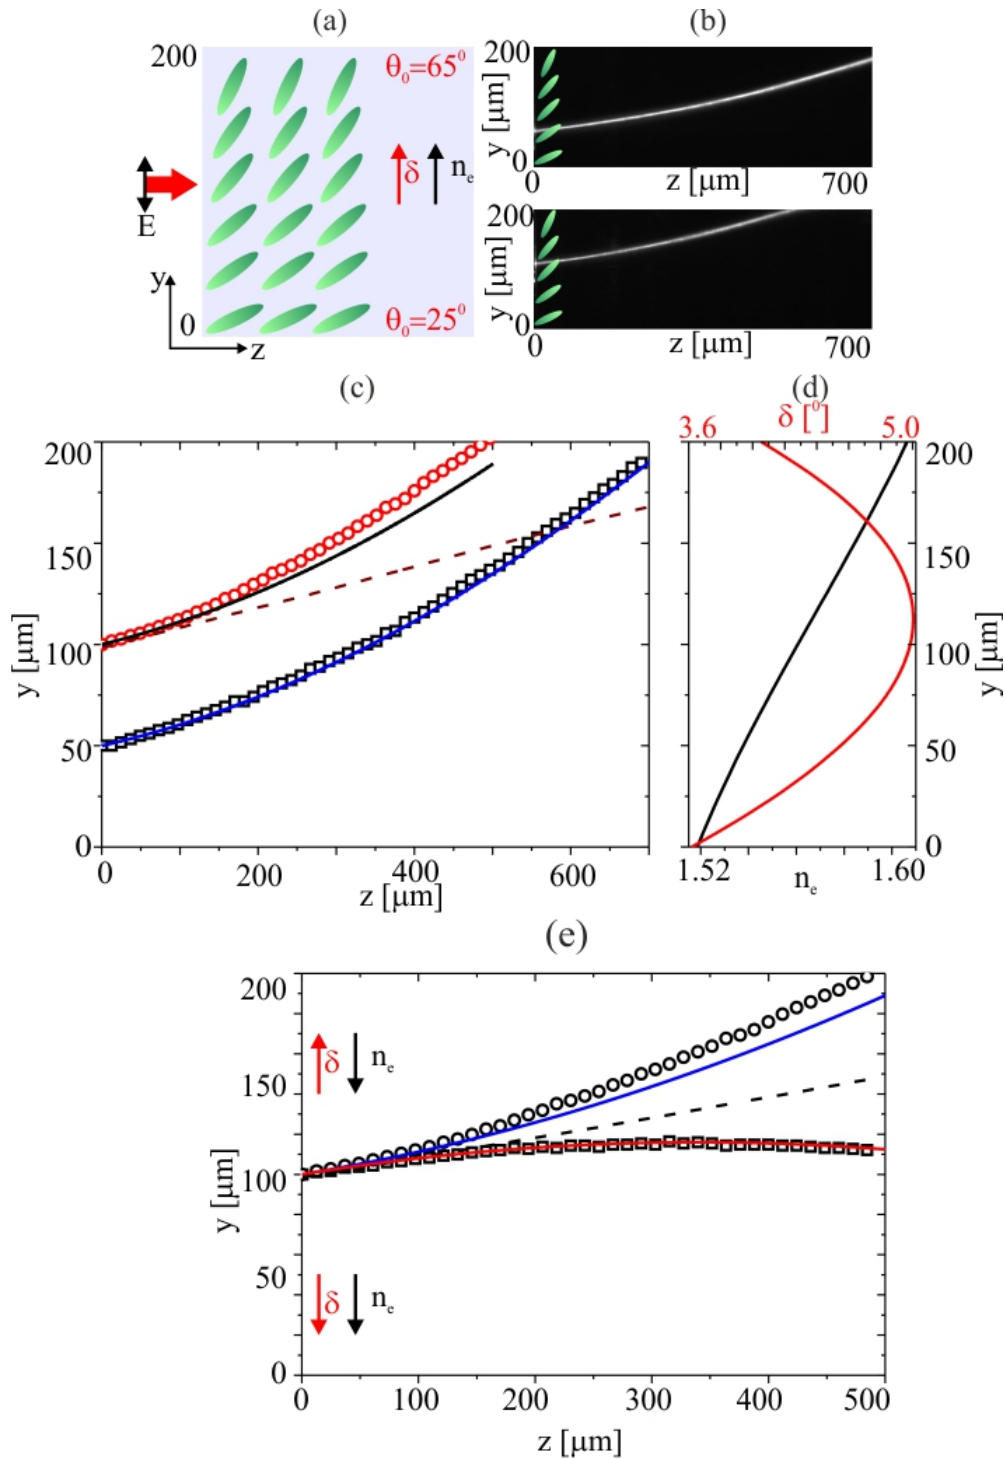 (a)
200
θ₀=65⁰
δ
nₑ
E
y
0
θ₀=25⁰
z
(b)
200
y [µm]
0
0
z [µm]
700
200
y [µm]
0
0
z [µm]
700
(c)
200
150
100
50
0
y [µm]
0
200
400
600
z [µm]
(d)
δ [⁰]
3.6
5.0
200
150
100
50
0
y [µm]
1.52
nₑ
1.60
(e)
200
150
100
50
0
y [µm]
δ
nₑ
δ
nₑ
0
100
200
300
400
500
z [µm]